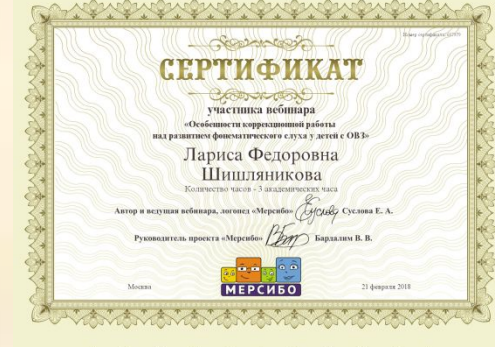 СЕРТИФИКАТ
участника вебинара
«Особенности коррекционной работы
над развитием фонематического слуха у детей с ОВЗ»
Лариса Федоровна
Шишляникова
Количество часов - 3 академических часа
Автор и ведущая вебинара, логопед «Мерсибо» Суслова Е. А.
Руководитель проекта «Мерсибо» Бардалим В. В.
МЕРСИБО
Москва 21 февраля 2018